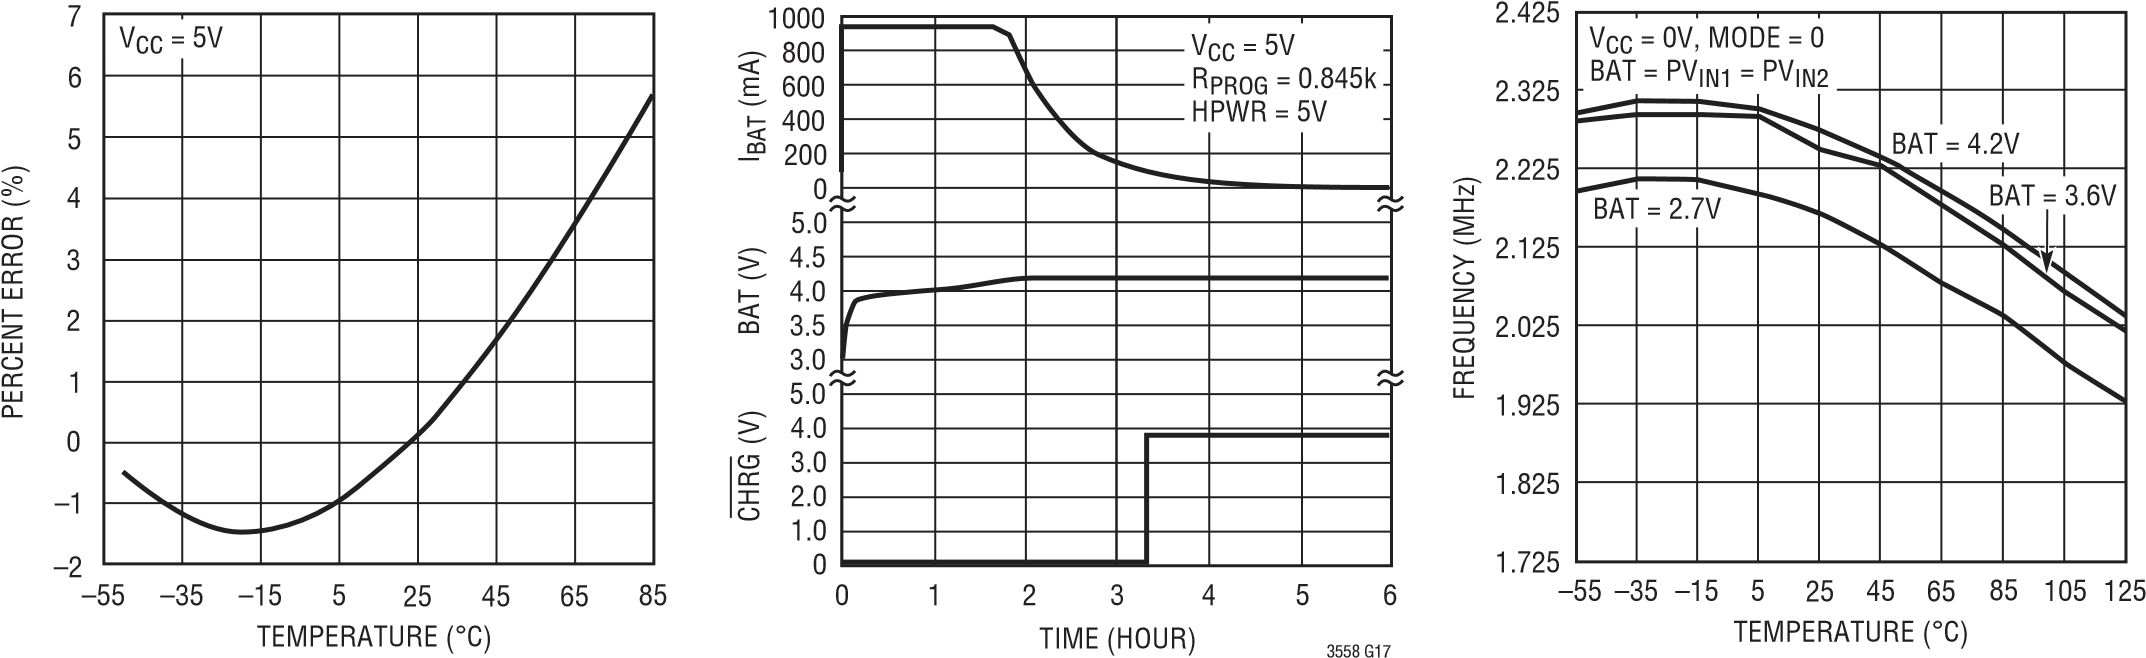 7
6
5
4
3
2
1
0
–1
–2
PERCENT ERROR (%)
VCC = 5V
–55 –35 –15 5 25 45 65 85
TEMPERATURE (°C)
1000
800
600
400
200
0
IBAT (mA)
VCC = 5V
RPROG = 0.845k
HPWR = 5V
5.0
4.5
4.0
3.5
3.0
BAT (V)
5.0
4.0
3.0
2.0
1.0
0
CHRG (V)
0 1 2 3 4 5 6
TIME (HOUR)
3558 G17
2.425
2.325
2.225
2.125
2.025
1.925
1.825
1.725
FREQUENCY (MHz)
VCC = 0V, MODE = 0
BAT = PVIN1 = PVIN2
BAT = 4.2V
BAT = 3.6V
BAT = 2.7V
–55 –35 –15 5 25 45 65 85 105 125
TEMPERATURE (°C)